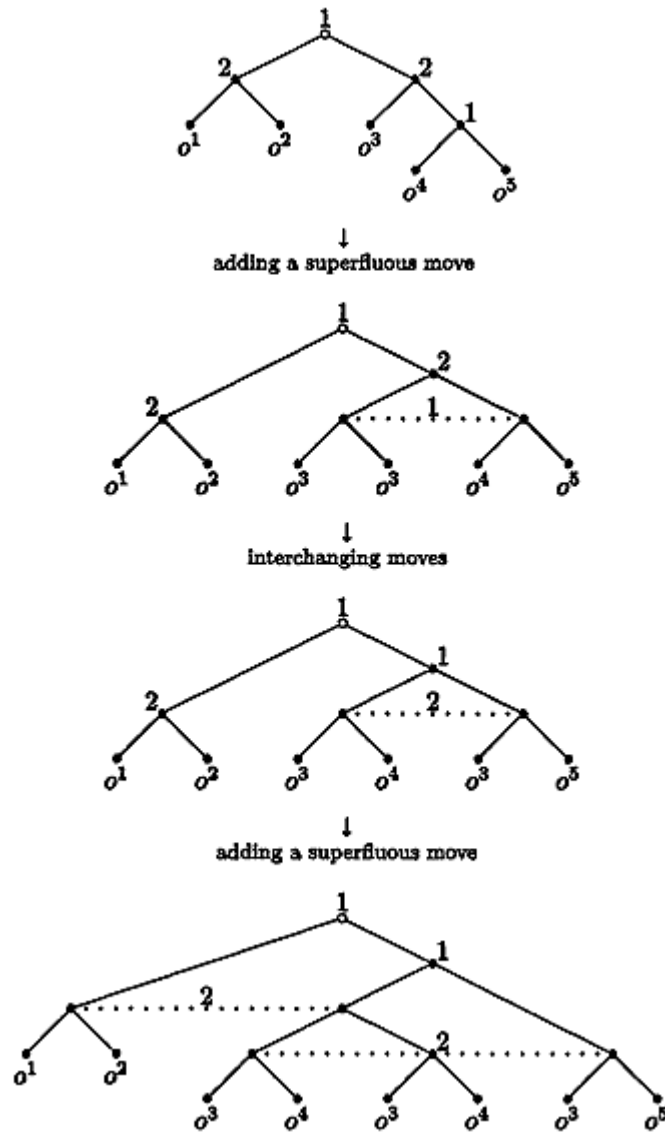 1
2 2
1
o¹ o² o³
o⁴ o⁵
↓
adding a superfluous move
1
2
2 1
o¹ o² o³ o³ o⁴ o⁵
↓
interchanging moves
1
1
2 2
o¹ o² o³ o⁴ o³ o⁵
↓
adding a superfluous move
1
1
2
2
o¹ o²
o³ o⁴ o³ o⁴ o³ o⁵